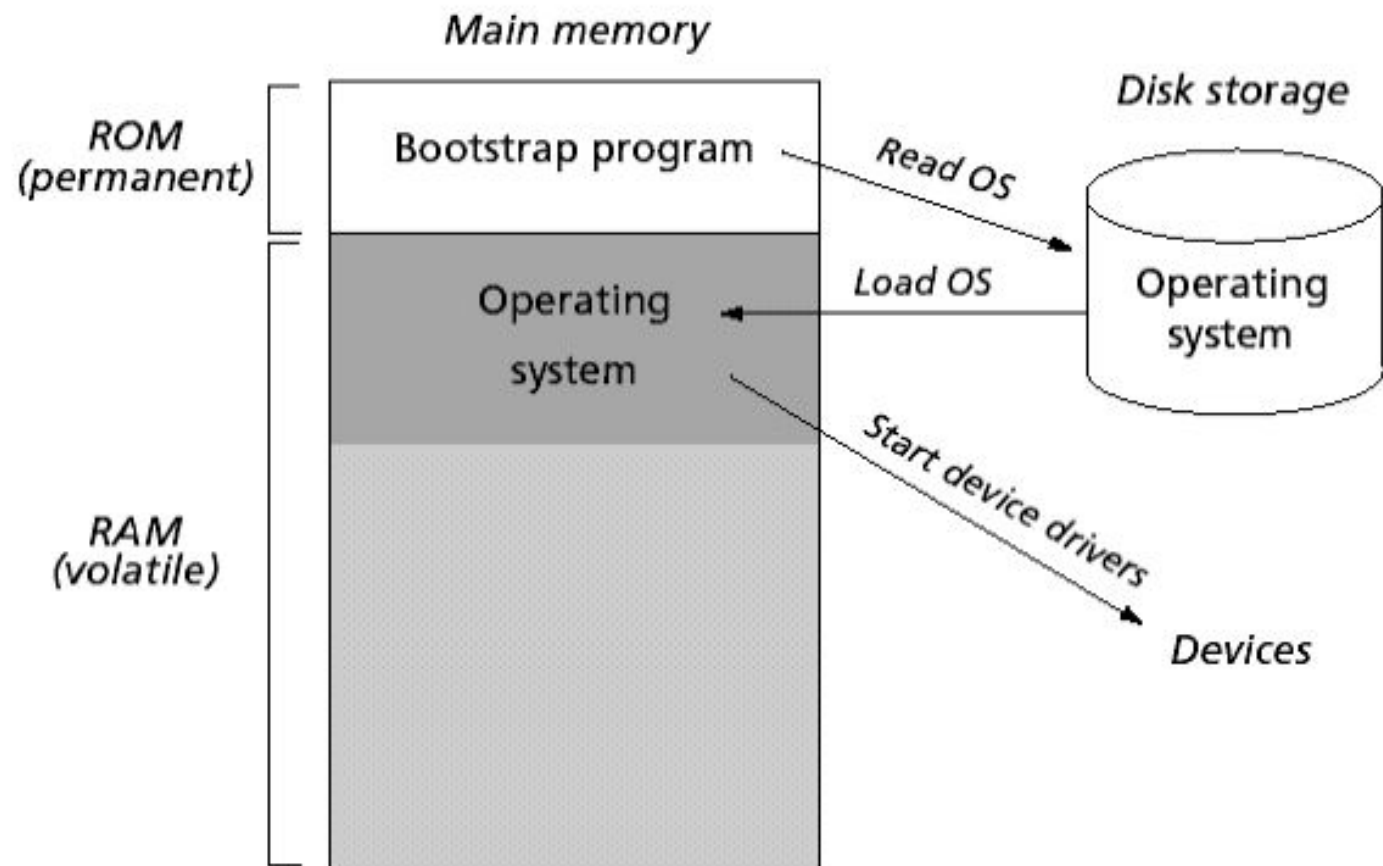 Main memory
Disk storage
ROM
(permanent)
Bootstrap program
Read OS
Load OS
Operating
system
Operating
system
Start device drivers
RAM
(volatile)
Devices